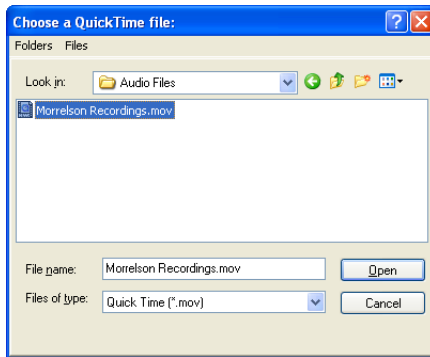 Choose a QuickTime file:
Folders Files
Look in: Audio Files
Morrelson Recordings.mov
File name: Morrelson Recordings.mov Open
Files of type: Quick Time (*.mov) Cancel